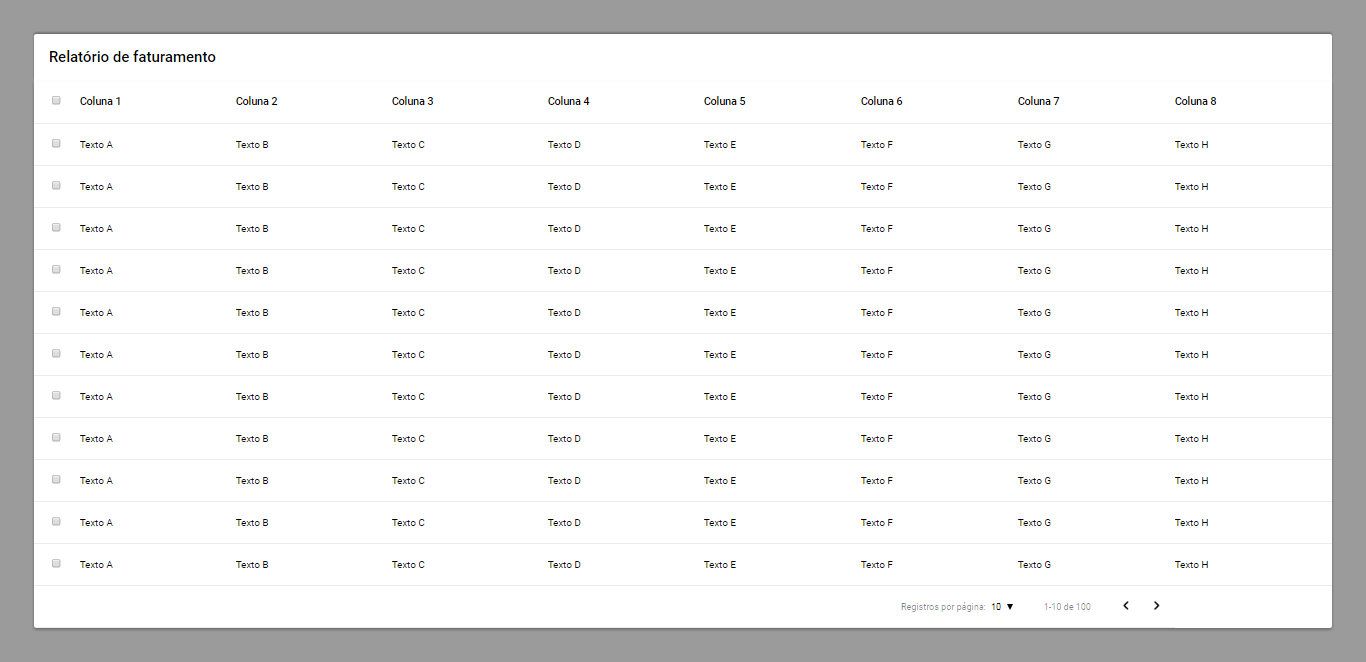 Relatório de faturamento
Coluna 1 Coluna 2 Coluna 3 Coluna 4 Coluna 5 Coluna 6 Coluna 7 Coluna 8
Texto A Texto B Texto C Texto D Texto E Texto F Texto G Texto H
Texto A Texto B Texto C Texto D Texto E Texto F Texto G Texto H
Texto A Texto B Texto C Texto D Texto E Texto F Texto G Texto H
Texto A Texto B Texto C Texto D Texto E Texto F Texto G Texto H
Texto A Texto B Texto C Texto D Texto E Texto F Texto G Texto H
Texto A Texto B Texto C Texto D Texto E Texto F Texto G Texto H
Texto A Texto B Texto C Texto D Texto E Texto F Texto G Texto H
Texto A Texto B Texto C Texto D Texto E Texto F Texto G Texto H
Texto A Texto B Texto C Texto D Texto E Texto F Texto G Texto H
Texto A Texto B Texto C Texto D Texto E Texto F Texto G Texto H
Texto A Texto B Texto C Texto D Texto E Texto F Texto G Texto H
Registros por página: 10 1-10 de 100